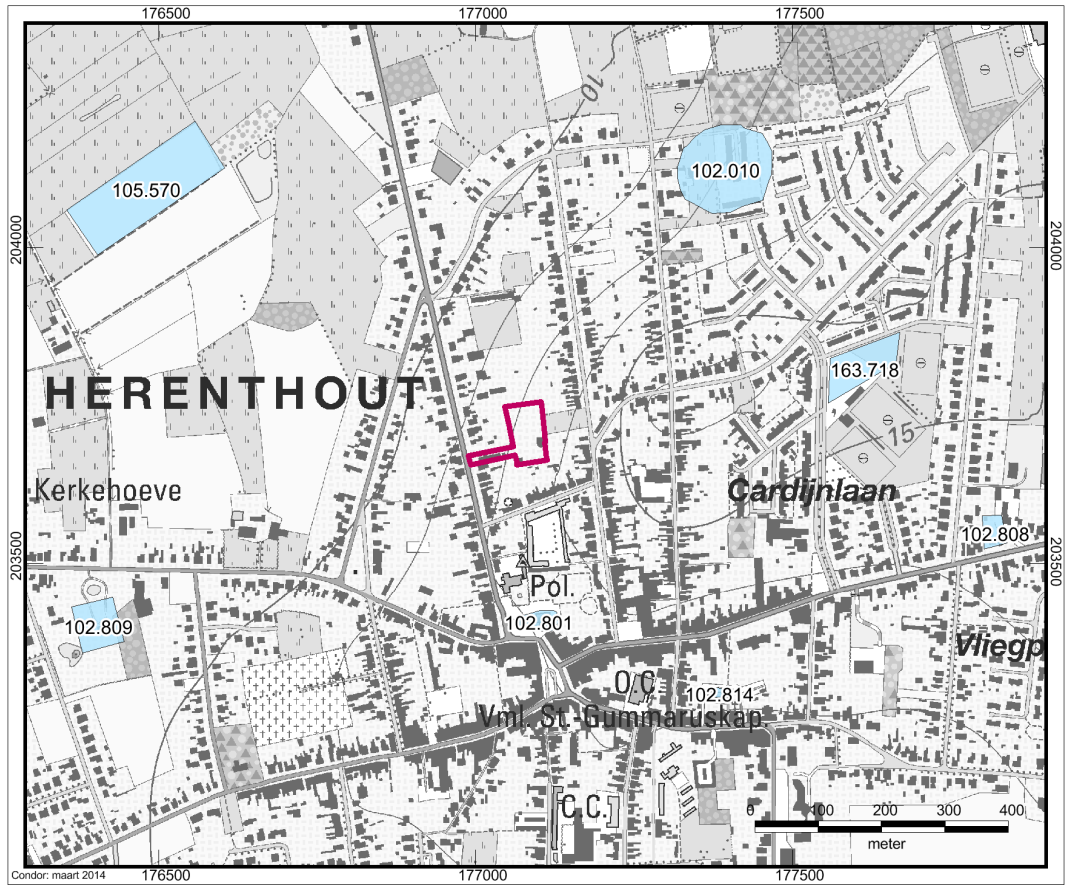 176500 177000 177500
10
105.570
102.010
204000 204000
163.718
HERENTHOUT
15
Kerkehoeve
Cardijnlaan
102.808
203500 203500
Pol.
102.801
102.809
Vliegp
O.C.
102.814
Vml. St.-Gummaruskap.
C.C.
0 100 200 300 400
meter
Condor: maart 2014
176500 177000 177500